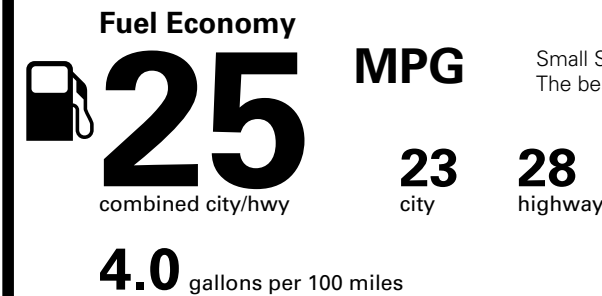 Fuel Economy
25 MPG
Small
The
23 28
combined city/hwy city highway
4.0 gallons per 100 miles